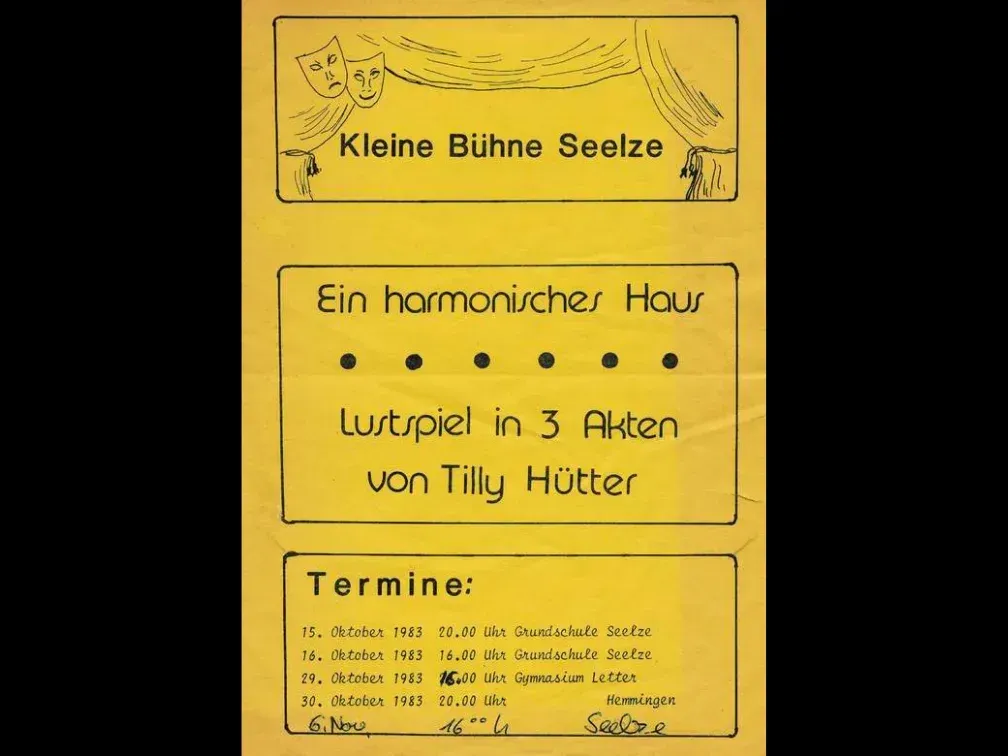 Kleine Bühne Seelze
Ein harmonisches Haus
Lustspiel in 3 Akten
von Tilly Hütter
Termine:
15. Oktober 1983 20.00 Uhr Grundschule Seelze
16. Oktober 1983 16.00 Uhr Grundschule Seelze
29. Oktober 1983 16.00 Uhr Gymnasium Letter
30. Oktober 1983 20.00 Uhr Hemmingen
6. Nov. 16°° h Seelze